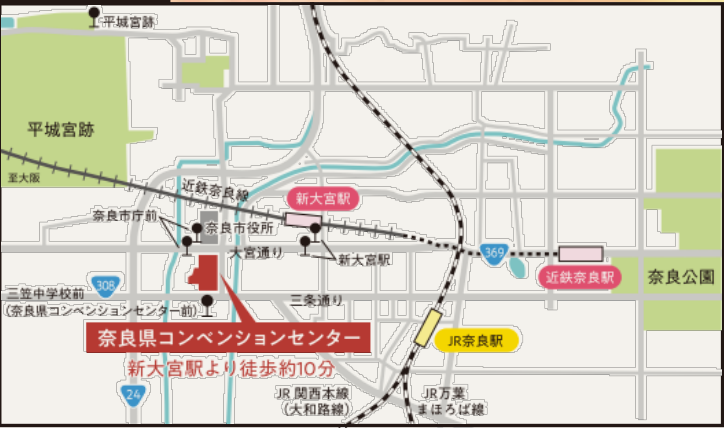 平城宮跡
平城宮跡
至大阪
近鉄奈良線
新大宮駅
奈良市庁前
奈良市役所
大宮通り
新大宮駅
369
近鉄奈良駅
奈良公園
308
三笠中学校前
(奈良県コンベンションセンター前)
三条通り
奈良県コンベンションセンター
新大宮駅より徒歩約10分
JR奈良駅
24
JR関西本線
(大和路線)
JR万葉
まほろば線